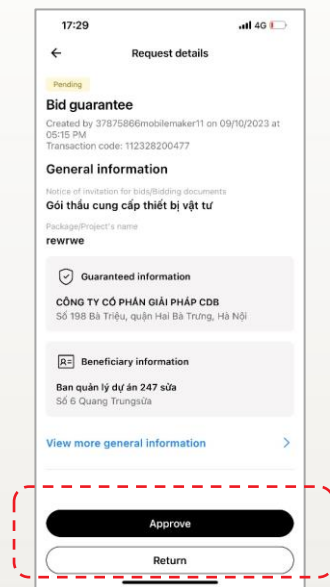 17:29
4G
Request details
Pending
Bid guarantee
Created by 37875866mobilemaker11 on 09/10/2023 at
05:15 PM
Transaction code: 112328200477
General information
Notice of invitation for bids/Bidding documents
Gói thầu cung cấp thiết bị vật tư
Package/Project's name
rewrwe
Guaranteed information
CÔNG TY CỔ PHẦN GIẢI PHÁP CDB
Số 198 Bà Triệu, quận Hai Bà Trưng, Hà Nội
Beneficiary information
Ban quản lý dự án 247 sửa
Số 6 Quang Trungsửa
View more general information
Approve
Return